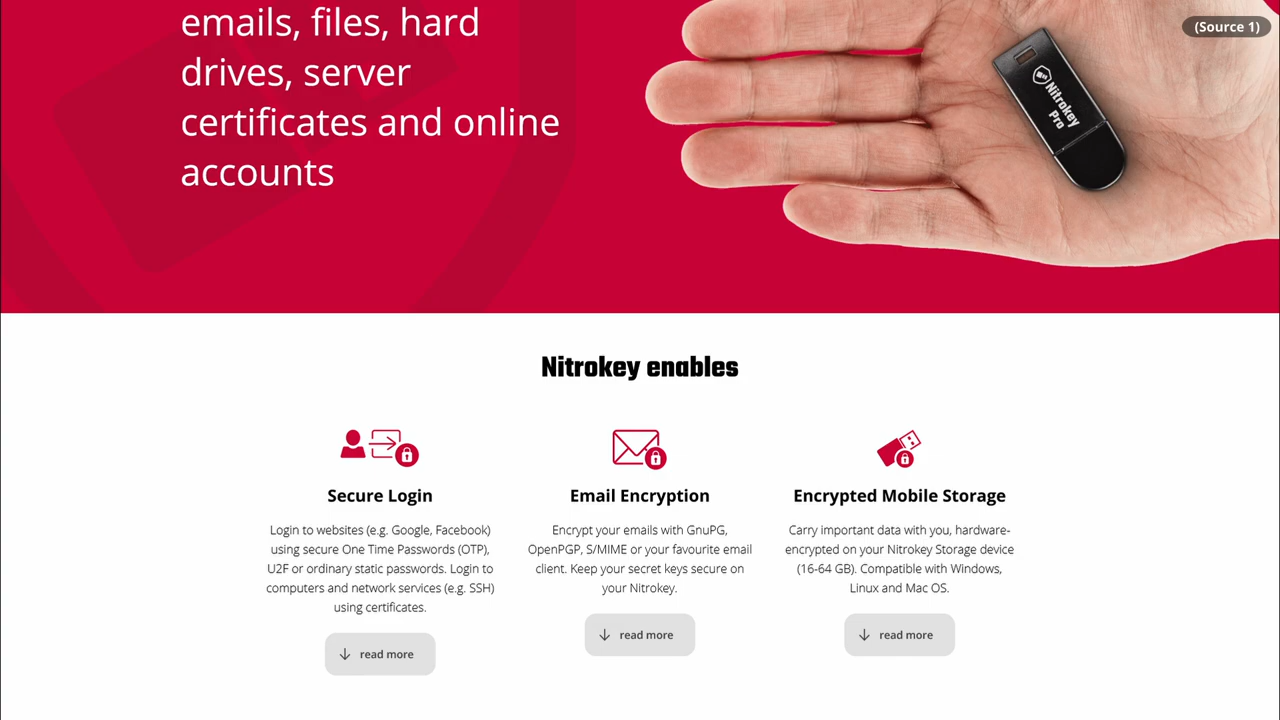 emails, files, hard
drives, server
certificates and online
accounts
(Source 1)
Nitrokey
Pro
Nitrokey enables
Secure Login
Login to websites (e.g. Google, Facebook)
using secure One Time Passwords (OTP),
U2F or ordinary static passwords. Login to
computers and network services (e.g. SSH)
using certificates.
read more
Email Encryption
Encrypt your emails with GnuPG,
OpenPGP, S/MIME or your favourite email
client. Keep your secret keys secure on
your Nitrokey.
read more
Encrypted Mobile Storage
Carry important data with you, hardware-
encrypted on your Nitrokey Storage device
(16-64 GB). Compatible with Windows,
Linux and Mac OS.
read more